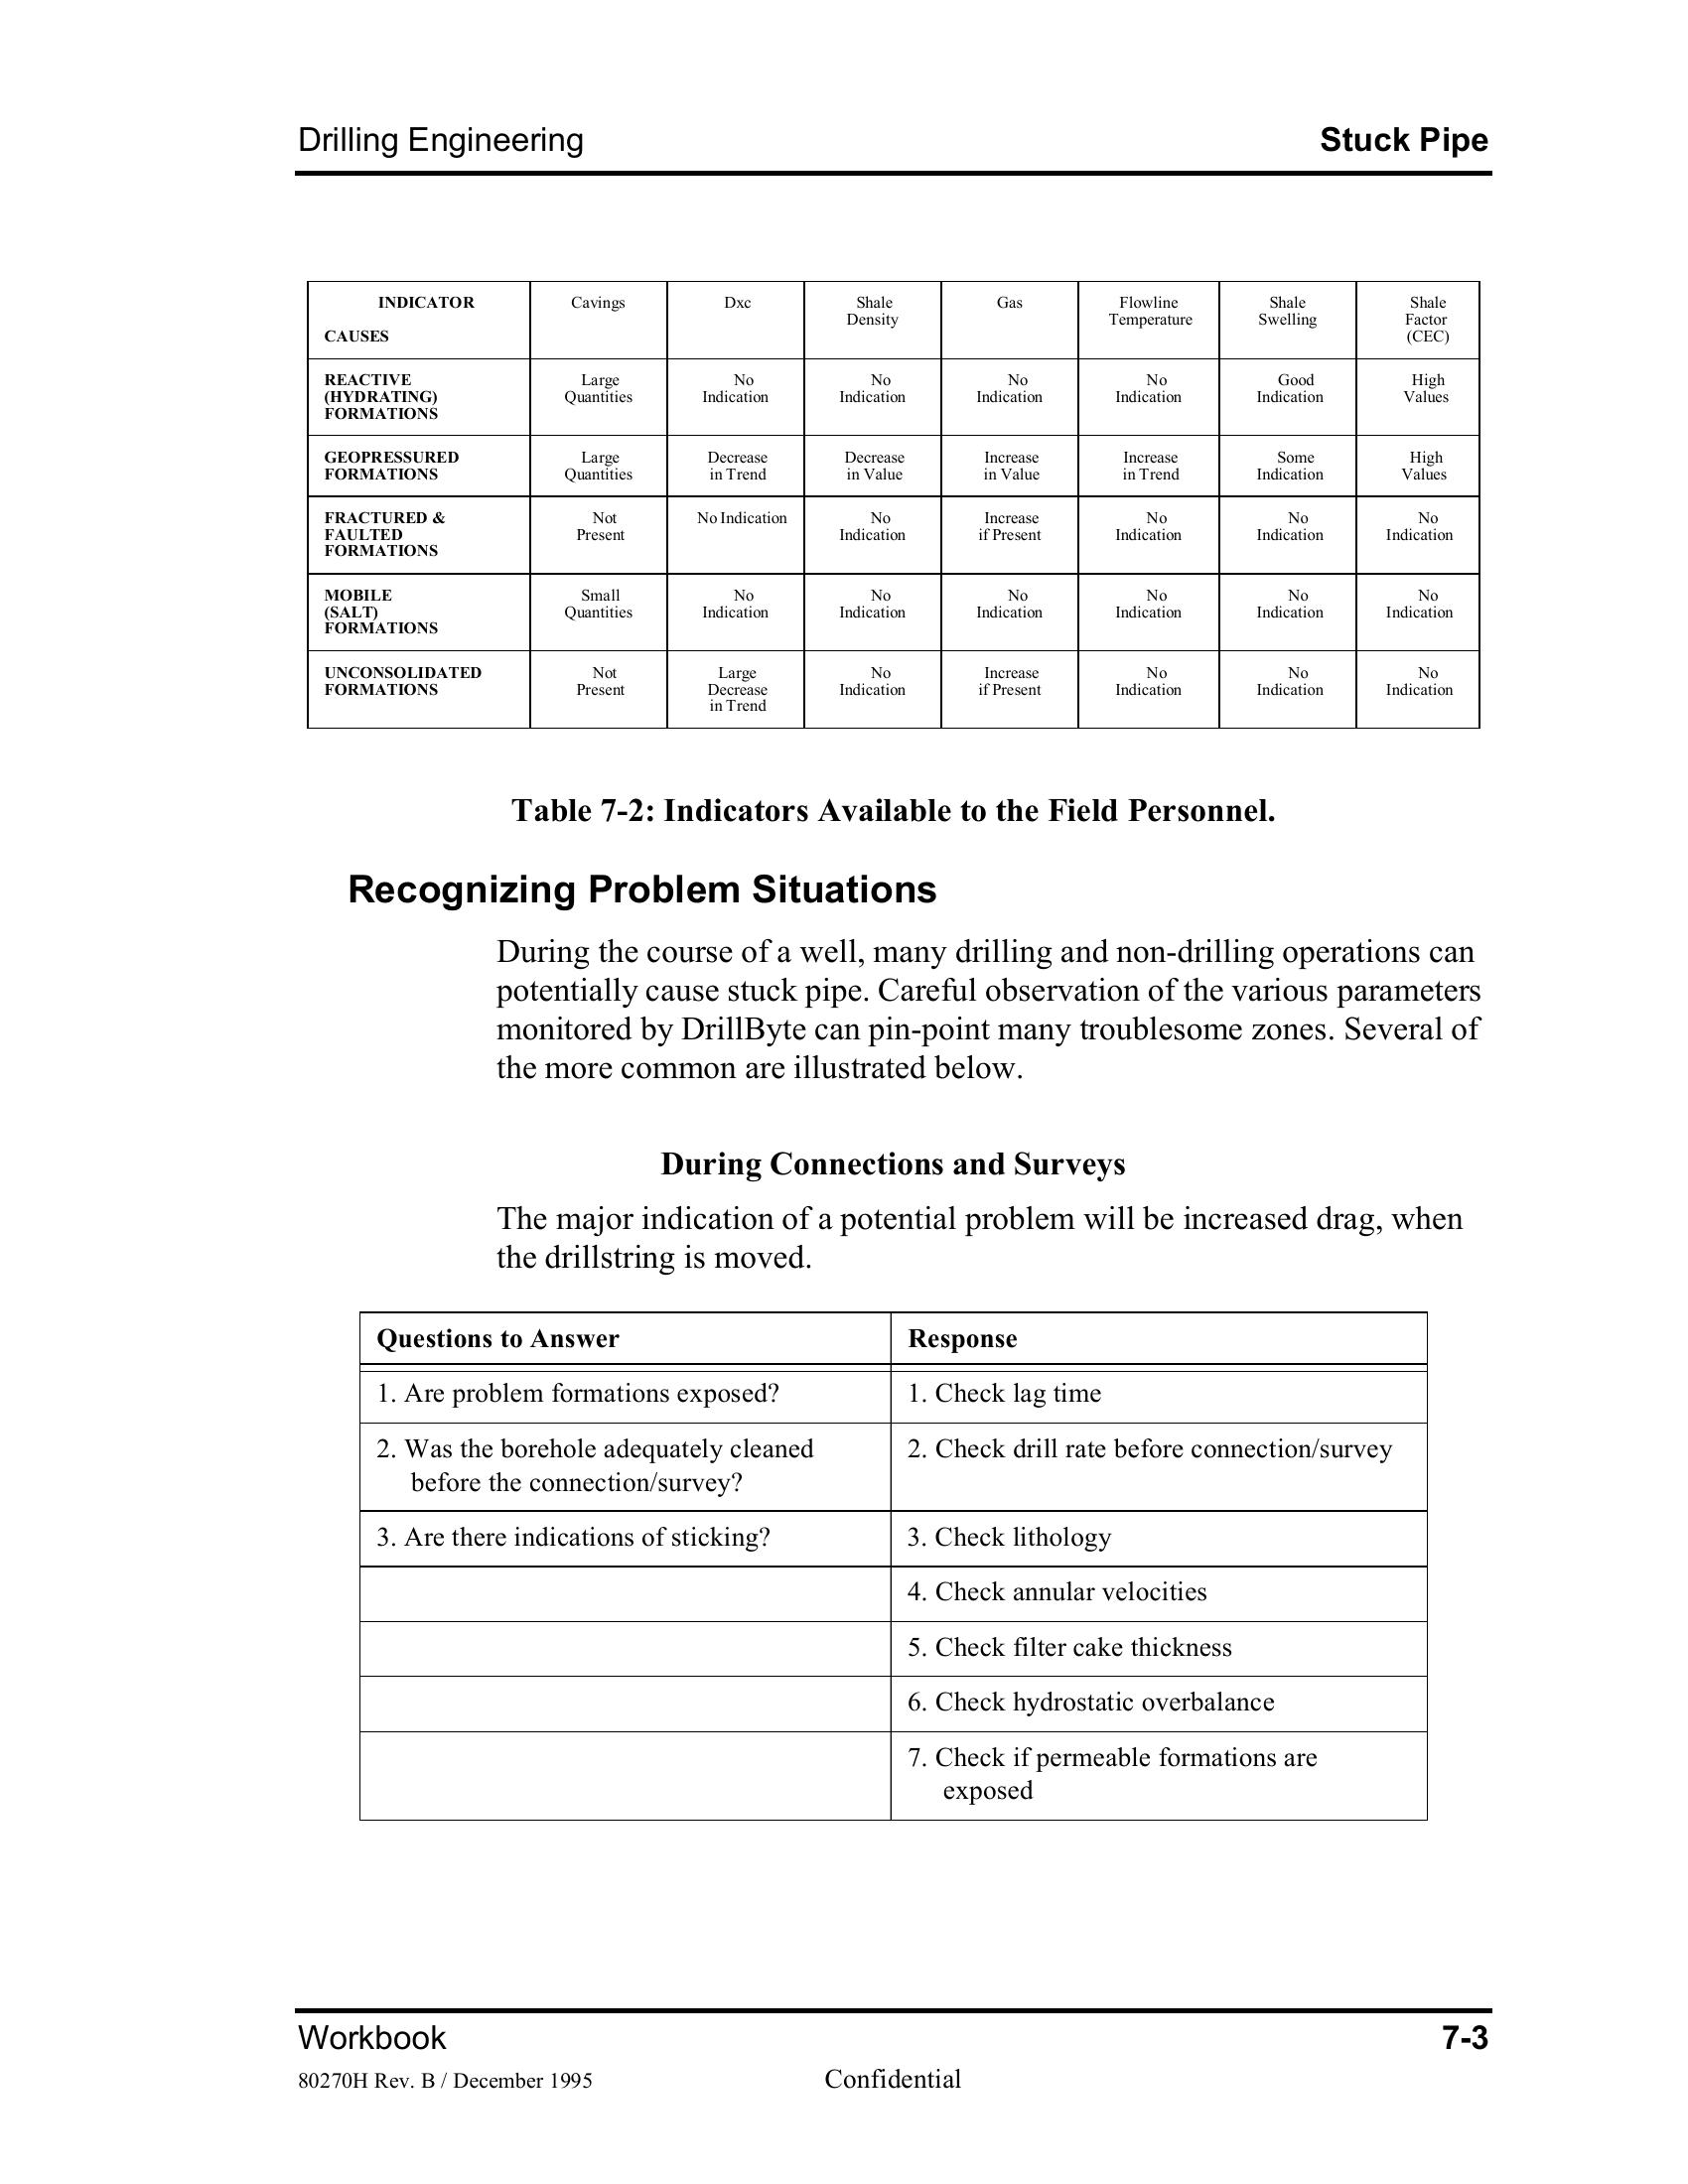 Drilling Engineering Stuck Pipe
INDICATOR
CAUSES
Cavings
Dxc
Shale
Density
Gas
Flowline
Temperature
Shale
Swelling
Shale
Factor
(CEC)
REACTIVE
(HYDRATING)
FORMATIONS
Large
Quantities
No
Indication
No
Indication
No
Indication
No
Indication
Good
Indication
High
Values
GEOPRESSURED
FORMATIONS
Large
Quantities
Decrease
in Trend
Decrease
in Value
Increase
in Value
Increase
in Trend
Some
Indication
High
Values
FRACTURED &
FAULTED
FORMATIONS
Not
Present
No Indication
No
Indication
Increase
if Present
No
Indication
No
Indication
No
Indication
MOBILE
(SALT)
FORMATIONS
Small
Quantities
No
Indication
No
Indication
No
Indication
No
Indication
No
Indication
No
Indication
UNCONSOLIDATED
FORMATIONS
Not
Present
Large
Decrease
in Trend
No
Indication
Increase
if Present
No
Indication
No
Indication
No
Indication
Table 7-2: Indicators Available to the Field Personnel.
Recognizing Problem Situations
During the course of a well, many drilling and non-drilling operations can
potentially cause stuck pipe. Careful observation of the various parameters
monitored by DrillByte can pin-point many troublesome zones. Several of
the more common are illustrated below.
During Connections and Surveys
The major indication of a potential problem will be increased drag, when
the drillstring is moved.
Questions to Answer
Response
1. Are problem formations exposed?
1. Check lag time
2. Was the borehole adequately cleaned
before the connection/survey?
2. Check drill rate before connection/survey
3. Are there indications of sticking?
3. Check lithology
4. Check annular velocities
5. Check filter cake thickness
6. Check hydrostatic overbalance
7. Check if permeable formations are
exposed
Workbook 7-3
80270H Rev. B / December 1995 Confidential